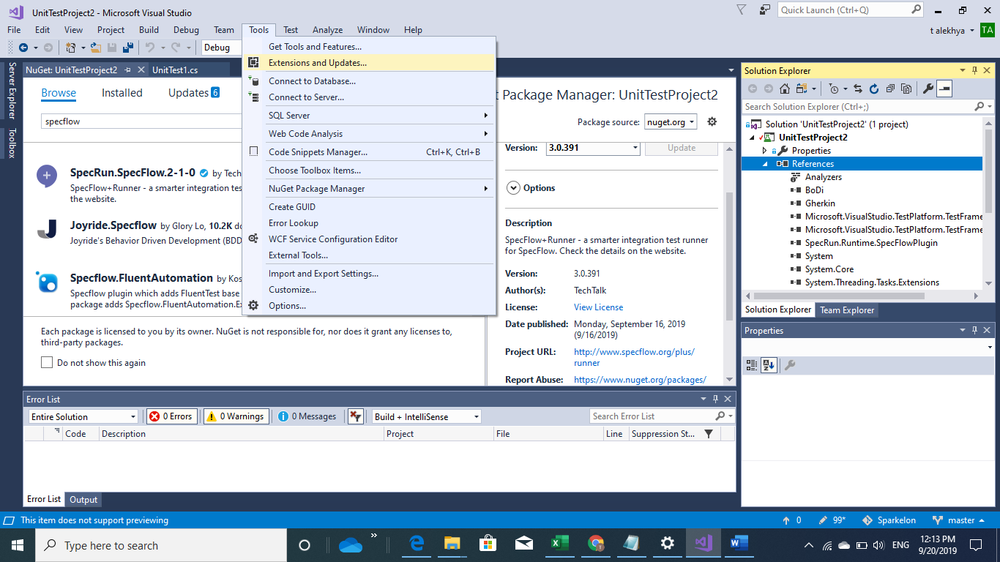 UnitTestProject2 - Microsoft Visual Studio
Quick Launch (Ctrl+Q)
File Edit View Project Build Debug Team Tools Test Analyze Window Help
t alekhya TA
Debug
Server Explorer
Toolbox
NuGet: UnitTestProject2 UnitTest1.cs
Browse Installed Updates 6
specflow
Package Manager: UnitTestProject2
Package source: nuget.org
Get Tools and Features...
Extensions and Updates...
Connect to Database...
Connect to Server...
SQL Server
Web Code Analysis
Code Snippets Manager... Ctrl+K, Ctrl+B
Choose Toolbox Items...
NuGet Package Manager
Create GUID
Error Lookup
WCF Service Configuration Editor
External Tools...
Import and Export Settings...
Customize...
Options...
SpecRun.SpecFlow.2-1-0 by Tech
SpecFlow+Runner - a smarter integration test
the website.
Joyride.Specflow by Glory Lo, 10.2K do
Joyride's Behavior Driven Development (BDD
Specflow.FluentAutomation by Kos
Specflow plugin which adds FluentTest base
package adds Specflow.FluentAutomation.Ex
Each package is licensed to you by its owner. NuGet is not responsible for, nor does it grant any licenses to,
third-party packages.
Do not show this again
Version: 3.0.391 Update
Options
Description
SpecFlow+Runner - a smarter integration test runner
for SpecFlow. Check the details on the website.
Version: 3.0.391
Author(s): TechTalk
License: View License
Date published: Monday, September 16, 2019
(9/16/2019)
Project URL: http://www.specflow.org/plus/
runner
Report Abuse: https://www.nuget.org/packages/
Solution Explorer
Search Solution Explorer (Ctrl+;)
Solution 'UnitTestProject2' (1 project)
UnitTestProject2
Properties
References
Analyzers
BoDi
Gherkin
Microsoft.VisualStudio.TestPlatform.TestFrame
Microsoft.VisualStudio.TestPlatform.TestFrame
SpecRun.Runtime.SpecFlowPlugin
System
System.Core
System.Threading.Tasks.Extensions
Solution Explorer Team Explorer
Properties
Error List
Entire Solution 0 Errors 0 Warnings 0 Messages Build + IntelliSense Search Error List
Code Description Project File Line Suppression St...
Error List Output
This item does not support previewing 0 99* Sparkelon master
Type here to search
ENG
12:13 PM
9/20/2019